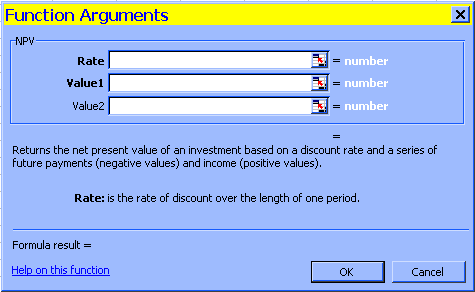 Function Arguments
NPV
Rate = number
Value1 = number
Value2 = number
=
Returns the net present value of an investment based on a discount rate and a series of
future payments (negative values) and income (positive values).
Rate: is the rate of discount over the length of one period.
Formula result =
Help on this function OK Cancel